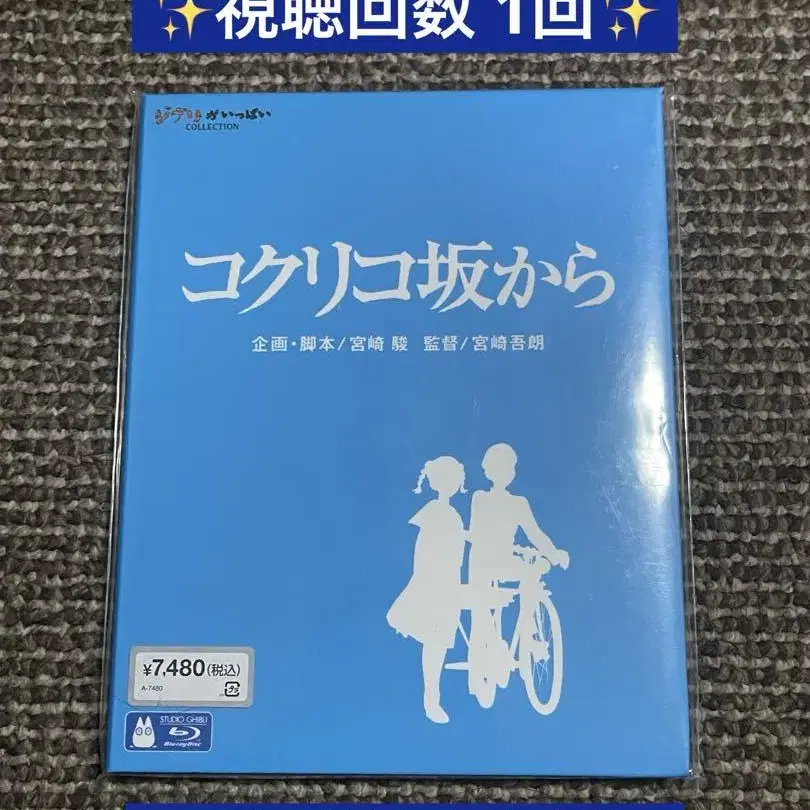 ✨視聴回数 1回✨
ジブリがいっぱい
COLLECTION
コクリコ坂から
企画・脚本/宮崎 駿 監督/宮崎吾朗
¥7,480(税込)
A-7480
STUDIO GHIBLI
Blu-ray Disc